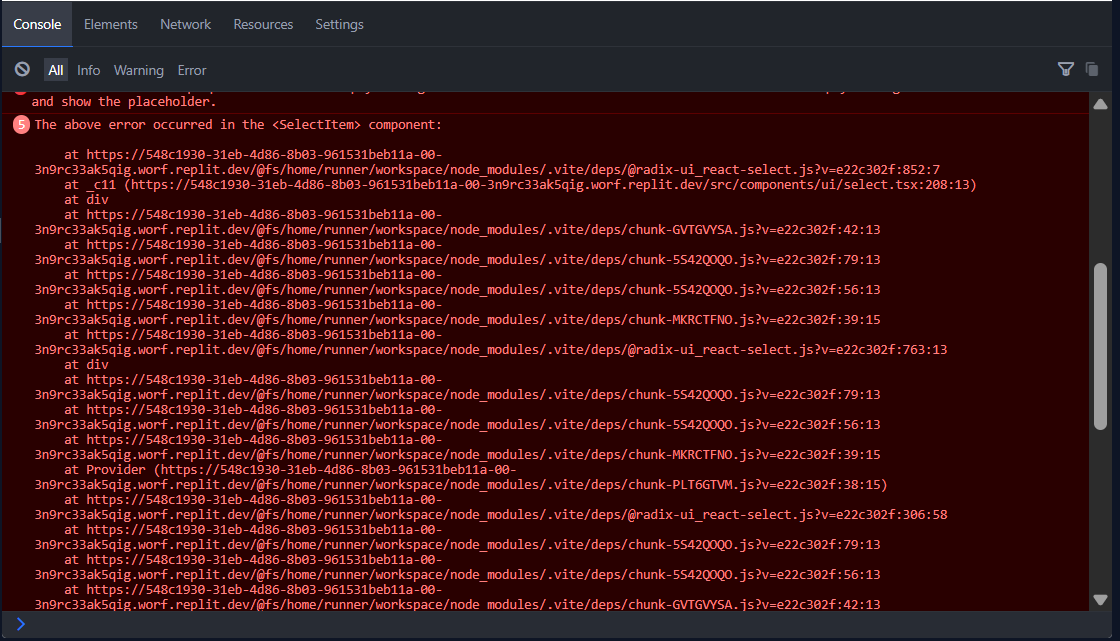 Console Elements Network Resources Settings
All Info Warning Error
and show the placeholder.
5 The above error occurred in the <SelectItem> component:
at https://548c1930-31eb-4d86-8b03-961531beb11a-00-
3n9rc33ak5qig.worf.replit.dev/@fs/home/runner/workspace/node_modules/.vite/deps/@radix-ui_react-select.js?v=e22c302f:852:7
at _c11 (https://548c1930-31eb-4d86-8b03-961531beb11a-00-3n9rc33ak5qig.worf.replit.dev/src/components/ui/select.tsx:208:13)
at div
at https://548c1930-31eb-4d86-8b03-961531beb11a-00-
3n9rc33ak5qig.worf.replit.dev/@fs/home/runner/workspace/node_modules/.vite/deps/chunk-GVTGVYSA.js?v=e22c302f:42:13
at https://548c1930-31eb-4d86-8b03-961531beb11a-00-
3n9rc33ak5qig.worf.replit.dev/@fs/home/runner/workspace/node_modules/.vite/deps/chunk-5S42QOQO.js?v=e22c302f:79:13
at https://548c1930-31eb-4d86-8b03-961531beb11a-00-
3n9rc33ak5qig.worf.replit.dev/@fs/home/runner/workspace/node_modules/.vite/deps/chunk-5S42QOQO.js?v=e22c302f:56:13
at https://548c1930-31eb-4d86-8b03-961531beb11a-00-
3n9rc33ak5qig.worf.replit.dev/@fs/home/runner/workspace/node_modules/.vite/deps/chunk-MKRCTFNO.js?v=e22c302f:39:15
at https://548c1930-31eb-4d86-8b03-961531beb11a-00-
3n9rc33ak5qig.worf.replit.dev/@fs/home/runner/workspace/node_modules/.vite/deps/@radix-ui_react-select.js?v=e22c302f:763:13
at div
at https://548c1930-31eb-4d86-8b03-961531beb11a-00-
3n9rc33ak5qig.worf.replit.dev/@fs/home/runner/workspace/node_modules/.vite/deps/chunk-5S42QOQO.js?v=e22c302f:79:13
at https://548c1930-31eb-4d86-8b03-961531beb11a-00-
3n9rc33ak5qig.worf.replit.dev/@fs/home/runner/workspace/node_modules/.vite/deps/chunk-5S42QOQO.js?v=e22c302f:56:13
at https://548c1930-31eb-4d86-8b03-961531beb11a-00-
3n9rc33ak5qig.worf.replit.dev/@fs/home/runner/workspace/node_modules/.vite/deps/chunk-MKRCTFNO.js?v=e22c302f:39:15
at Provider (https://548c1930-31eb-4d86-8b03-961531beb11a-00-
3n9rc33ak5qig.worf.replit.dev/@fs/home/runner/workspace/node_modules/.vite/deps/chunk-PLT6GTVM.js?v=e22c302f:38:15)
at https://548c1930-31eb-4d86-8b03-961531beb11a-00-
3n9rc33ak5qig.worf.replit.dev/@fs/home/runner/workspace/node_modules/.vite/deps/@radix-ui_react-select.js?v=e22c302f:306:58
at https://548c1930-31eb-4d86-8b03-961531beb11a-00-
3n9rc33ak5qig.worf.replit.dev/@fs/home/runner/workspace/node_modules/.vite/deps/chunk-5S42QOQO.js?v=e22c302f:79:13
at https://548c1930-31eb-4d86-8b03-961531beb11a-00-
3n9rc33ak5qig.worf.replit.dev/@fs/home/runner/workspace/node_modules/.vite/deps/chunk-5S42QOQO.js?v=e22c302f:56:13
at https://548c1930-31eb-4d86-8b03-961531beb11a-00-
3n9rc33ak5qig.worf.replit.dev/@fs/home/runner/workspace/node_modules/.vite/deps/chunk-GVTGVYSA.js?v=e22c302f:42:13